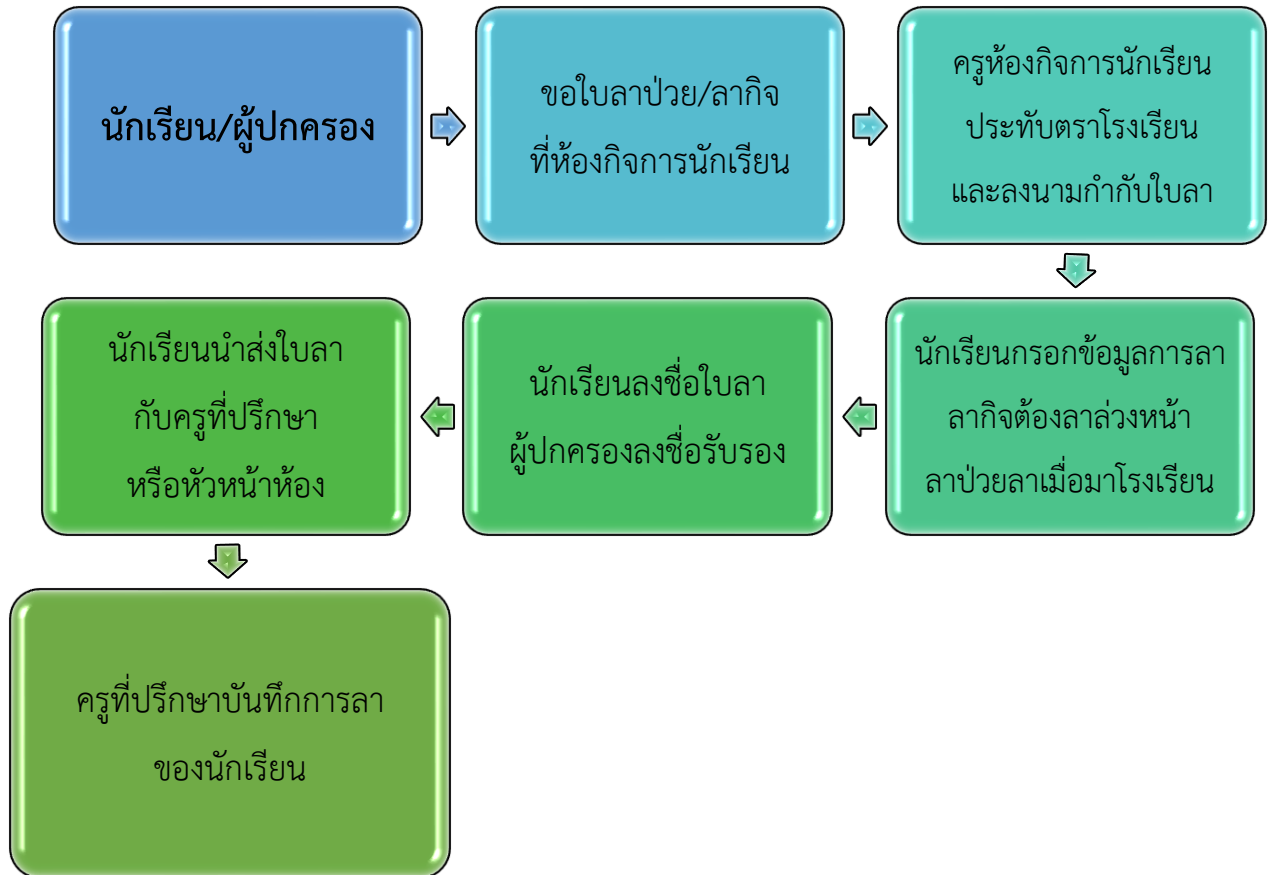 นักเรียน/ผู้ปกครอง
ขอใบลาป่วย/ลากิจ
ที่ห้องกิจการนักเรียน
ครูห้องกิจการนักเรียน
ประทับตราโรงเรียน
และลงนามกำกับใบลา
นักเรียนกรอกข้อมูลการลา
ลากิจต้องลาล่วงหน้า
ลาป่วยลาเมื่อมาโรงเรียน
นักเรียนลงชื่อใบลา
ผู้ปกครองลงชื่อรับรอง
นักเรียนนำส่งใบลา
กับครูที่ปรึกษา
หรือหัวหน้าห้อง
ครูที่ปรึกษาบันทึกการลา
ของนักเรียน